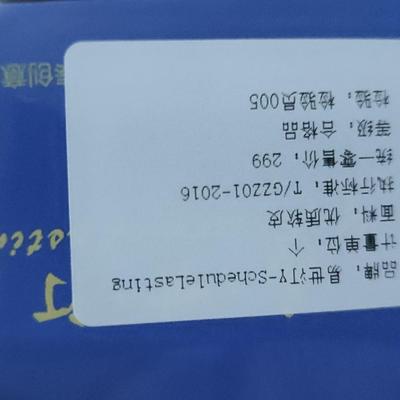 品牌：易世汀Y-ScheduleLasting
计量单位：个
面料：优质软皮
执行标准：T/GZZ01-2016
统一零售价：299
等级：合格品
检验：检验员005
创意